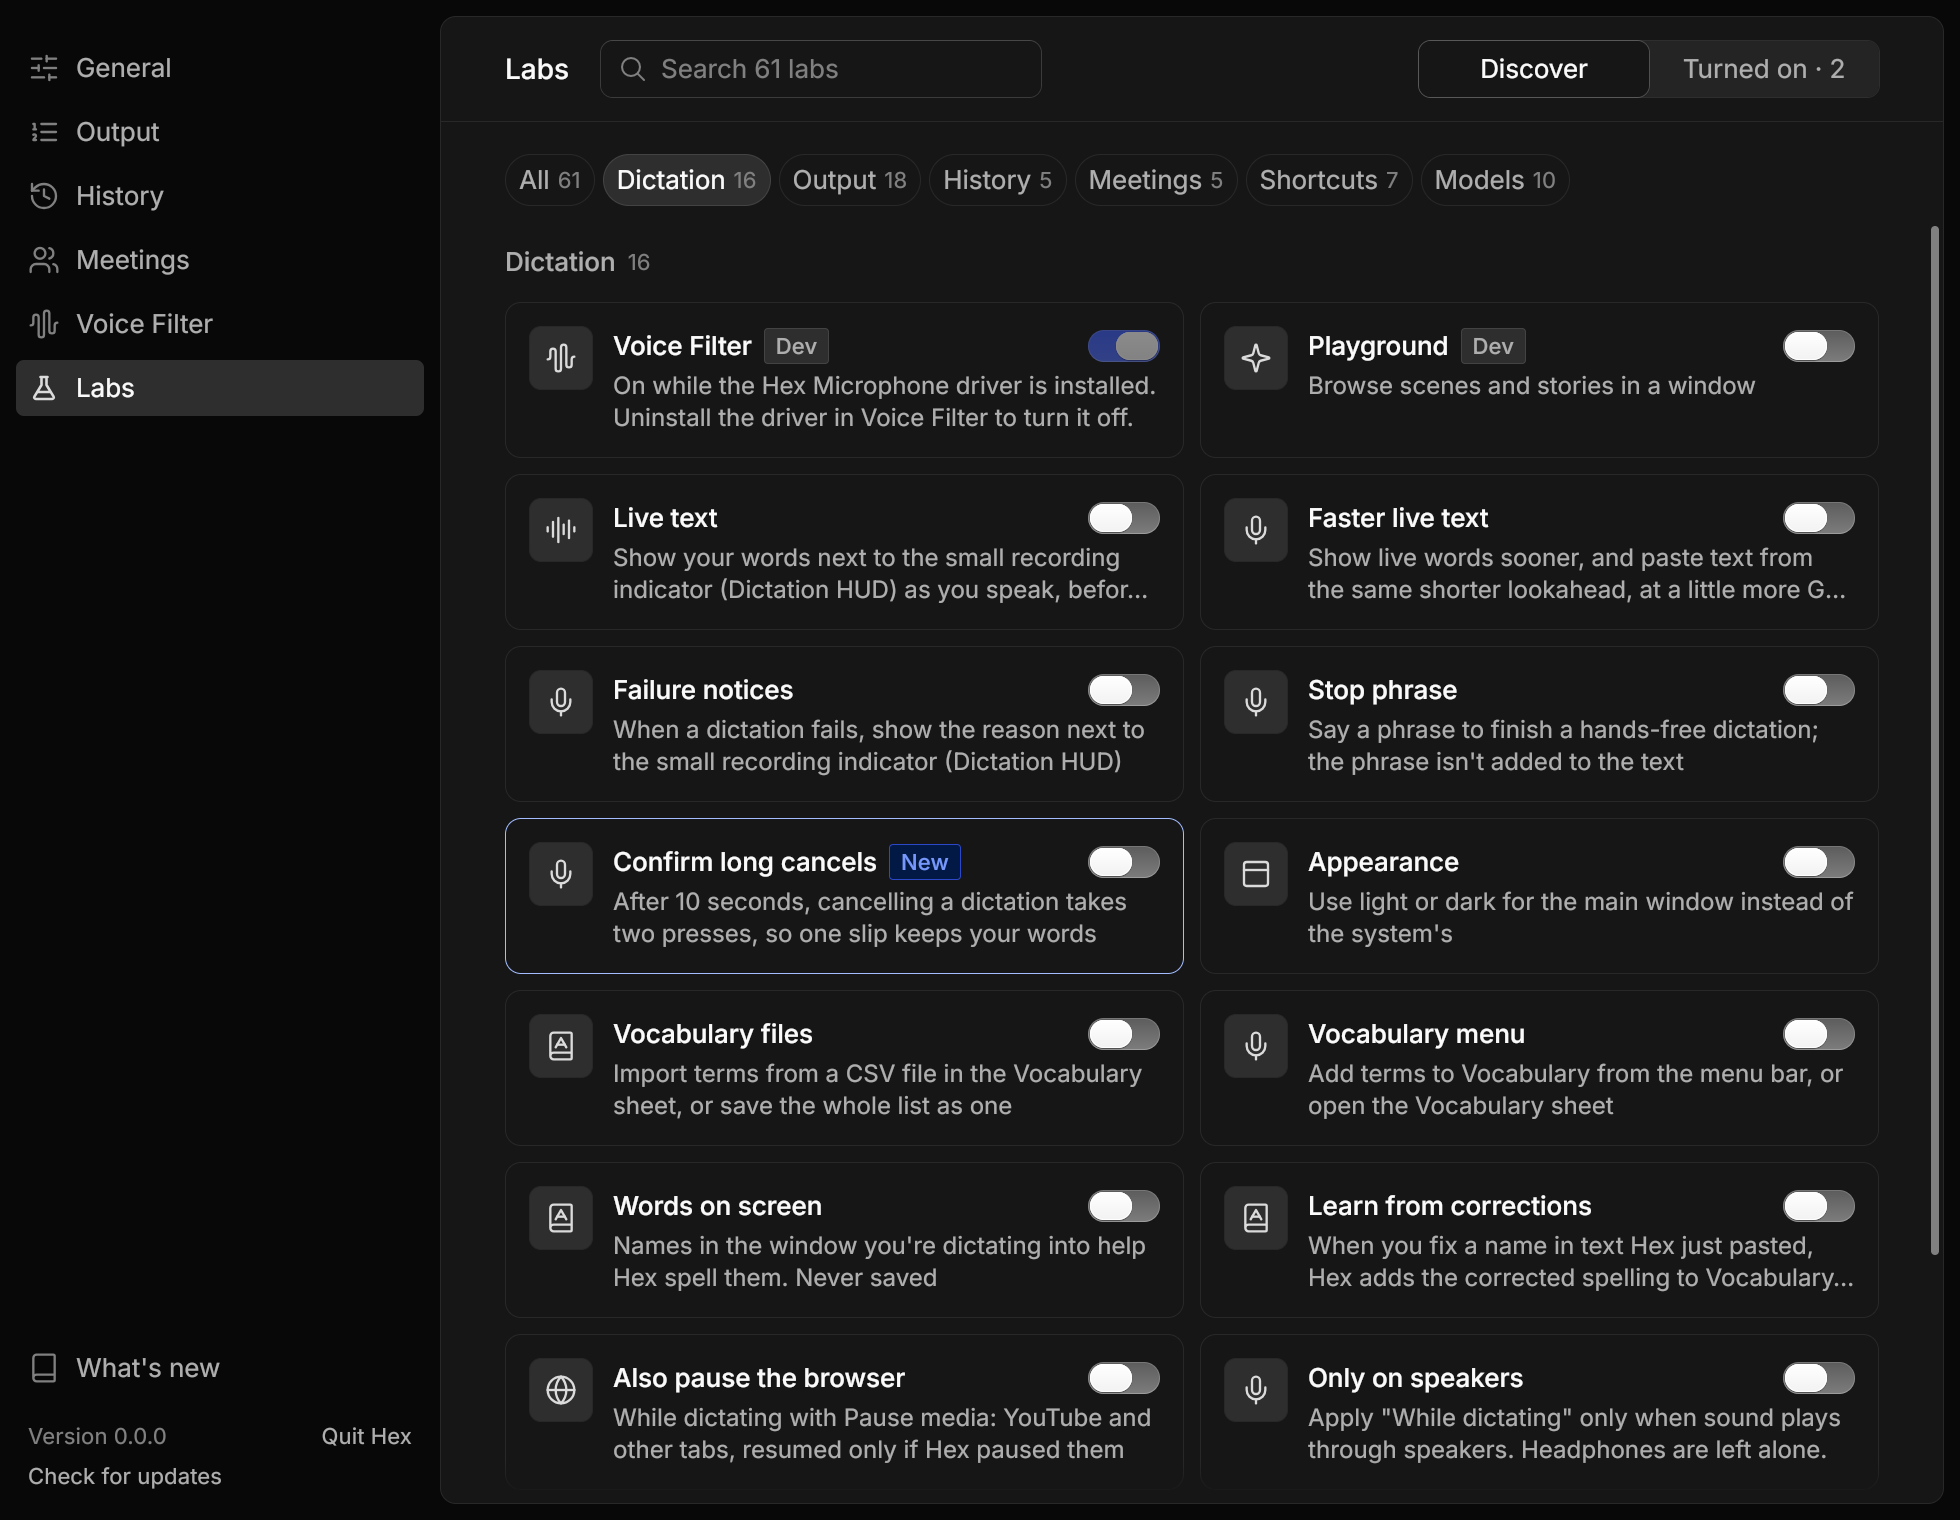 General
Output
History
Meetings
Voice Filter
Labs
What's new
Version 0.0.0
Quit Hex
Check for updates
Labs
Search 61 labs
Discover
Turned on · 2
All 61
Dictation 16
Output 18
History 5
Meetings 5
Shortcuts 7
Models 10
Dictation 16
Voice Filter Dev
On while the Hex Microphone driver is installed.
Uninstall the driver in Voice Filter to turn it off.
Playground Dev
Browse scenes and stories in a window
Live text
Show your words next to the small recording
indicator (Dictation HUD) as you speak, befor...
Faster live text
Show live words sooner, and paste text from
the same shorter lookahead, at a little more G...
Failure notices
When a dictation fails, show the reason next to
the small recording indicator (Dictation HUD)
Stop phrase
Say a phrase to finish a hands-free dictation;
the phrase isn't added to the text
Confirm long cancels New
After 10 seconds, cancelling a dictation takes
two presses, so one slip keeps your words
Appearance
Use light or dark for the main window instead of
the system's
Vocabulary files
Import terms from a CSV file in the Vocabulary
sheet, or save the whole list as one
Vocabulary menu
Add terms to Vocabulary from the menu bar, or
open the Vocabulary sheet
Words on screen
Names in the window you're dictating into help
Hex spell them. Never saved
Learn from corrections
When you fix a name in text Hex just pasted,
Hex adds the corrected spelling to Vocabulary...
Also pause the browser
While dictating with Pause media: YouTube and
other tabs, resumed only if Hex paused them
Only on speakers
Apply "While dictating" only when sound plays
through speakers. Headphones are left alone.